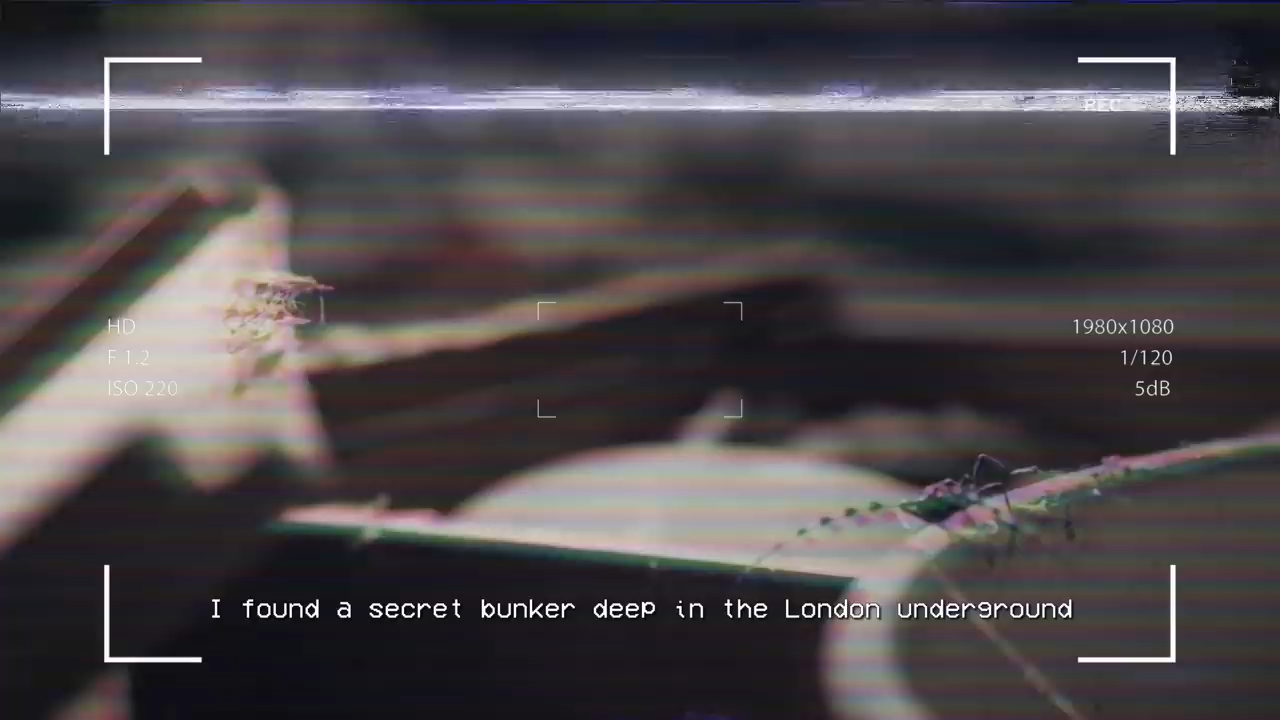 REC
HD
1980x1080
F 1.2
1/120
ISO 220
5dB
I found a secret bunker deep in the London underground